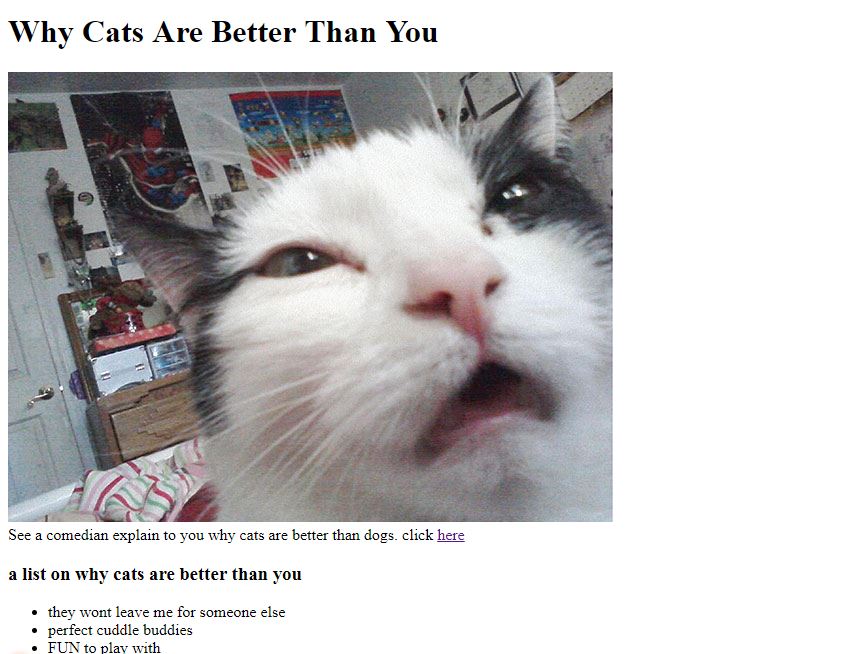 Why Cats Are Better Than You
See a comedian explain to you why cats are better than dogs. click here
a list on why cats are better than you
they wont leave me for someone else
perfect cuddle buddies
FUN to play with